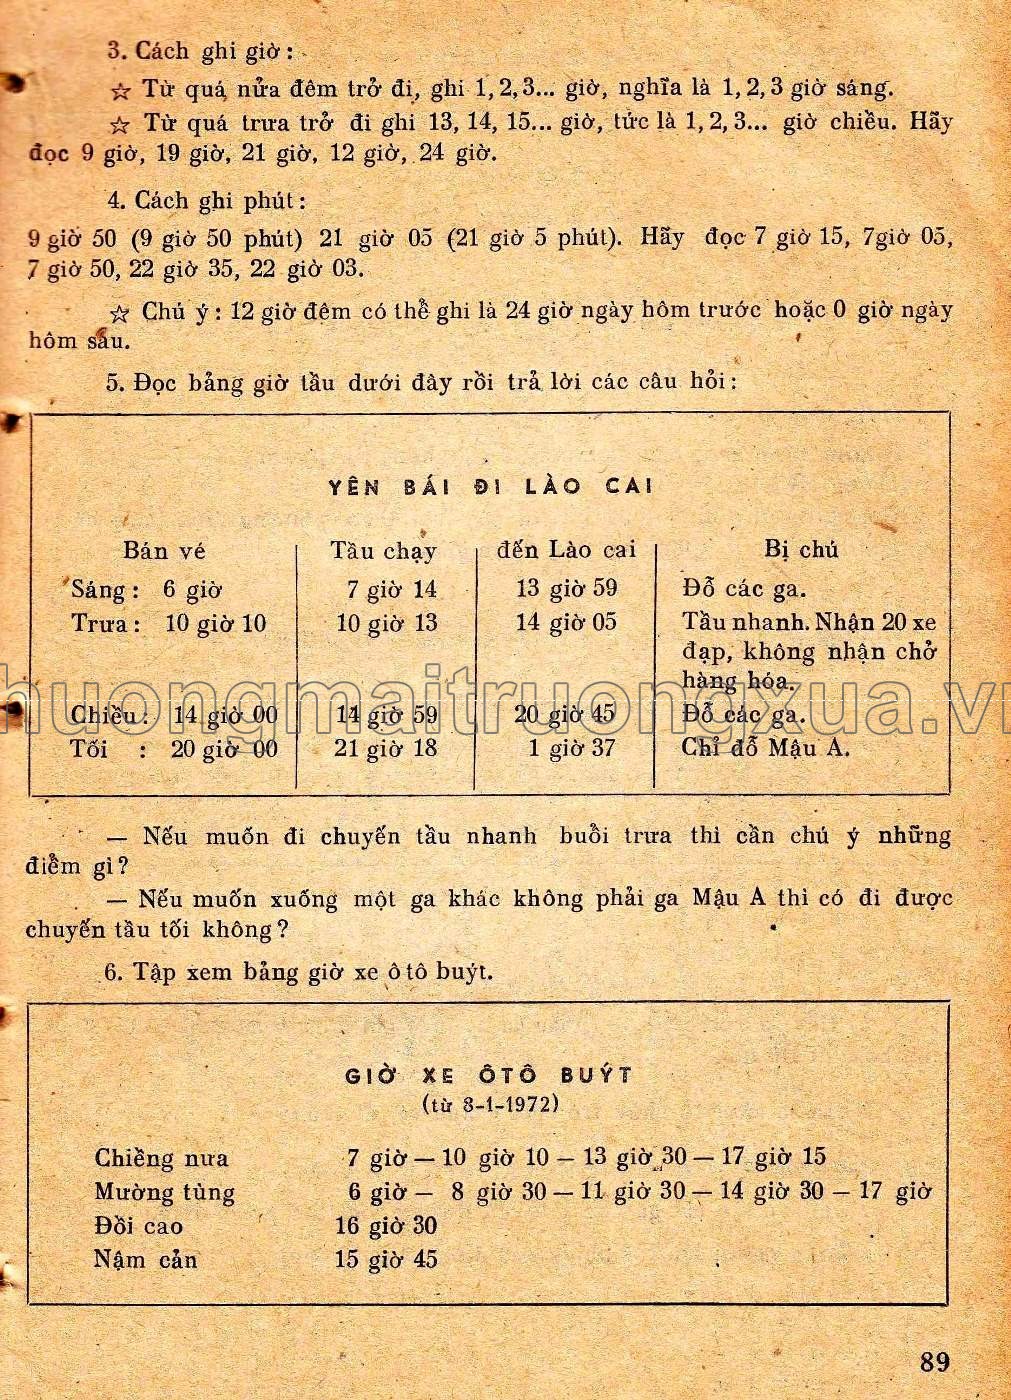 3. Cách ghi giờ :
☆ Từ quá nửa đêm trở đi, ghi 1, 2, 3... giờ, nghĩa là 1, 2, 3 giờ sáng.
☆ Từ quá trưa trở đi ghi 13, 14, 15... giờ, tức là 1, 2, 3... giờ chiều. Hãy
đọc 9 giờ, 19 giờ, 21 giờ, 12 giờ, 24 giờ.
4. Cách ghi phút :
9 giờ 50 (9 giờ 50 phút) 21 giờ 05 (21 giờ 5 phút). Hãy đọc 7 giờ 15, 7giờ 05,
7 giờ 50, 22 giờ 35, 22 giờ 03.
☆ Chú ý : 12 giờ đêm có thể ghi là 24 giờ ngày hôm trước hoặc 0 giờ ngày
hôm sau.
5. Đọc bảng giờ tầu dưới đây rồi trả lời các câu hỏi :
YÊN BÁI ĐI LÀO CAI
Bán vé Tầu chạy đến Lào cai Bị chú
Sáng : 6 giờ 7 giờ 14 13 giờ 59 Đỗ các ga.
Trưa : 10 giờ 10 10 giờ 13 14 giờ 05 Tầu nhanh. Nhận 20 xe
đạp, không nhận chở
hàng hóa.
Chiều : 14 giờ 00 14 giờ 59 20 giờ 45 Đỗ các ga.
Tối : 20 giờ 00 21 giờ 18 1 giờ 37 Chỉ đỗ Mậu A.
huongmaitruongxua.vn
— Nếu muốn đi chuyến tầu nhanh buổi trưa thì cần chú ý những
điểm gì ?
— Nếu muốn xuống một ga khác không phải ga Mậu A thì có đi được
chuyến tầu tối không ?
6. Tập xem bảng giờ xe ô tô buýt.
GIỜ XE ÔTÔ BUÝT
(từ 8-1-1972)
Chiềng nưa 7 giờ — 10 giờ 10 — 13 giờ 30 — 17 giờ 15
Mường tùng 6 giờ — 8 giờ 30 — 11 giờ 30 — 14 giờ 30 — 17 giờ
Đồi cao 16 giờ 30
Nậm cản 15 giờ 45
89